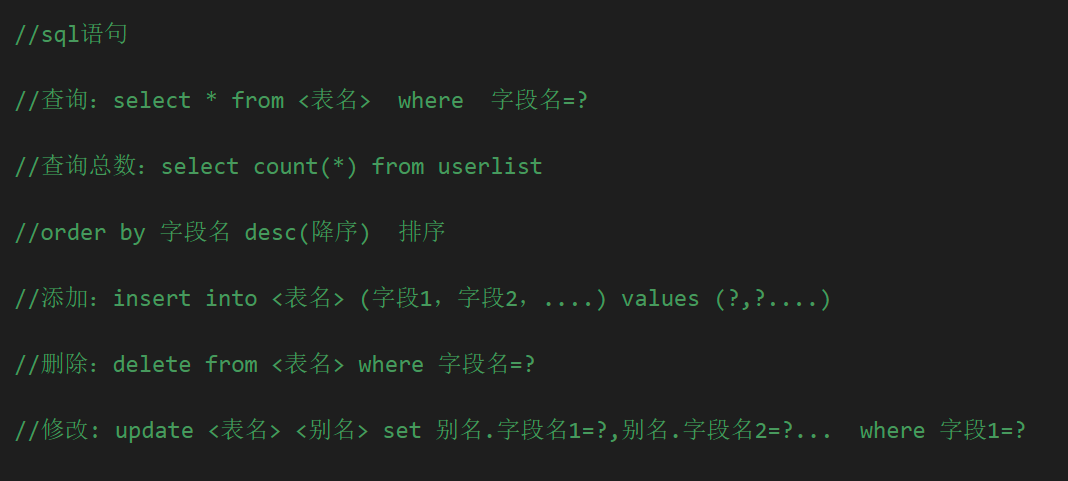 //sql语句
//查询：select * from <表名>  where  字段名=?
//查询总数：select count(*) from userlist
//order by 字段名 desc(降序)  排序
//添加：insert into <表名> (字段1，字段2，....) values (?,?....)
//删除：delete from <表名> where 字段名=?
//修改: update <表名> <别名> set 别名.字段名1=?,别名.字段名2=?...  where 字段1=?